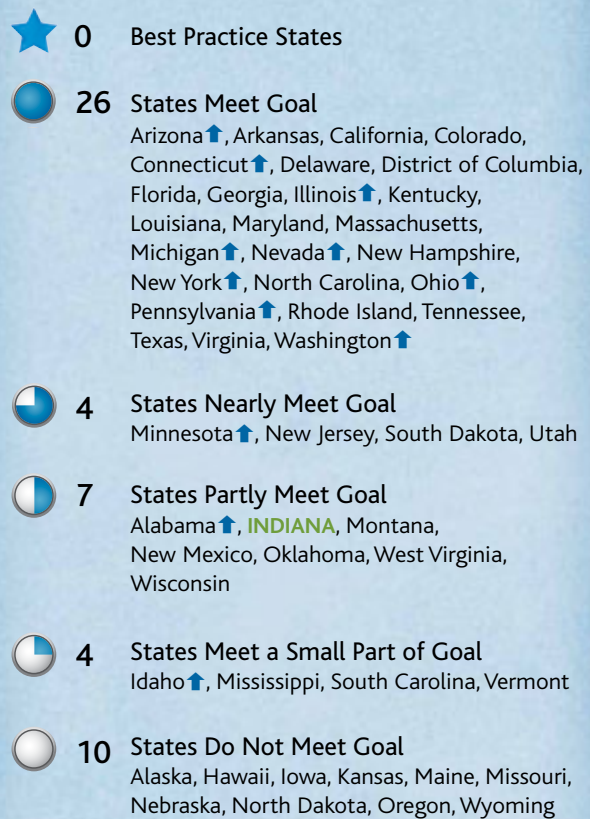 0 Best Practice States
26 States Meet Goal
Arizona⬆, Arkansas, California, Colorado,
Connecticut⬆, Delaware, District of Columbia,
Florida, Georgia, Illinois⬆, Kentucky,
Louisiana, Maryland, Massachusetts,
Michigan⬆, Nevada⬆, New Hampshire,
New York⬆, North Carolina, Ohio⬆,
Pennsylvania⬆, Rhode Island, Tennessee,
Texas, Virginia, Washington⬆
4 States Nearly Meet Goal
Minnesota⬆, New Jersey, South Dakota, Utah
7 States Partly Meet Goal
Alabama⬆, INDIANA, Montana,
New Mexico, Oklahoma, West Virginia,
Wisconsin
4 States Meet a Small Part of Goal
Idaho⬆, Mississippi, South Carolina, Vermont
10 States Do Not Meet Goal
Alaska, Hawaii, Iowa, Kansas, Maine, Missouri,
Nebraska, North Dakota, Oregon, Wyoming